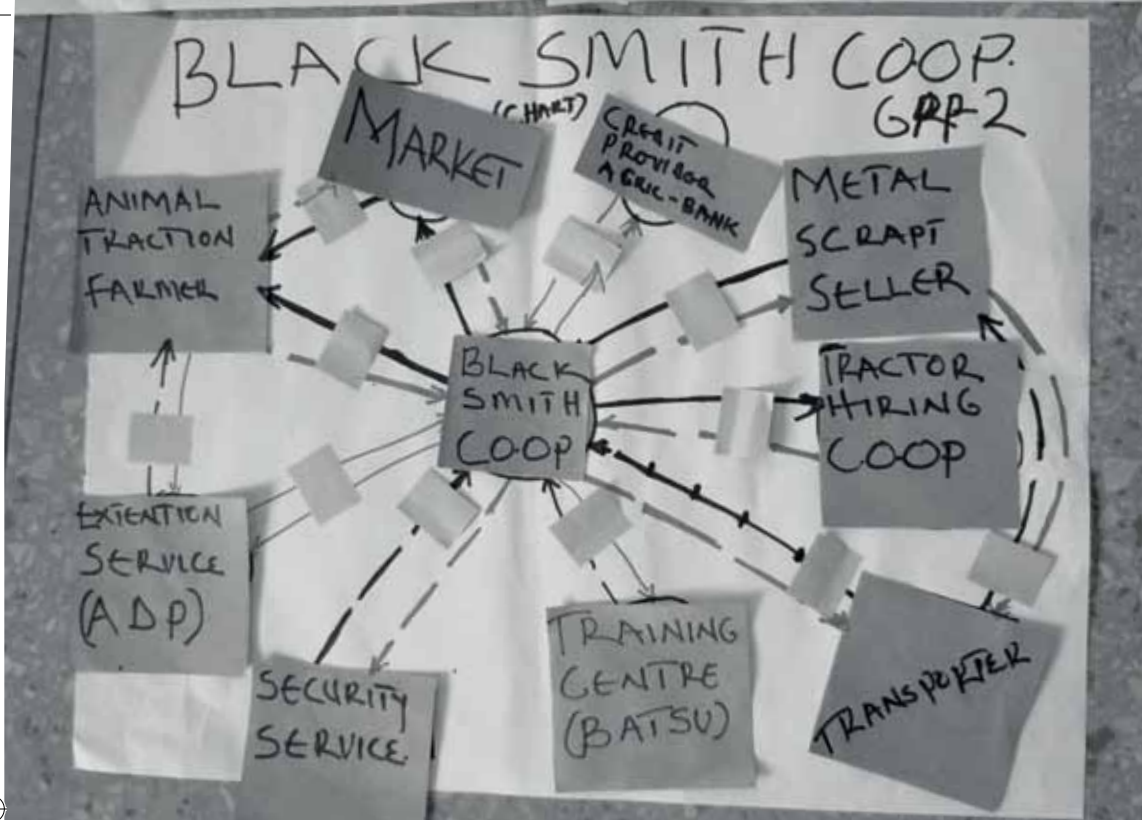 BLACK SMITH COOP.
(CHART)
GRP-2
MARKET
CREDIT
PROVIDER
AGRIC-BANK
METAL
SCRAPT
SELLER
ANIMAL
TRACTION
FARMER
BLACK
SMITH
COOP
TRACTOR
HIRING
COOP
EXTENTION
SERVICE
(ADP)
SECURITY
SERVICE.
TRAINING
CENTRE
(BATSU)
TRANSPORTER